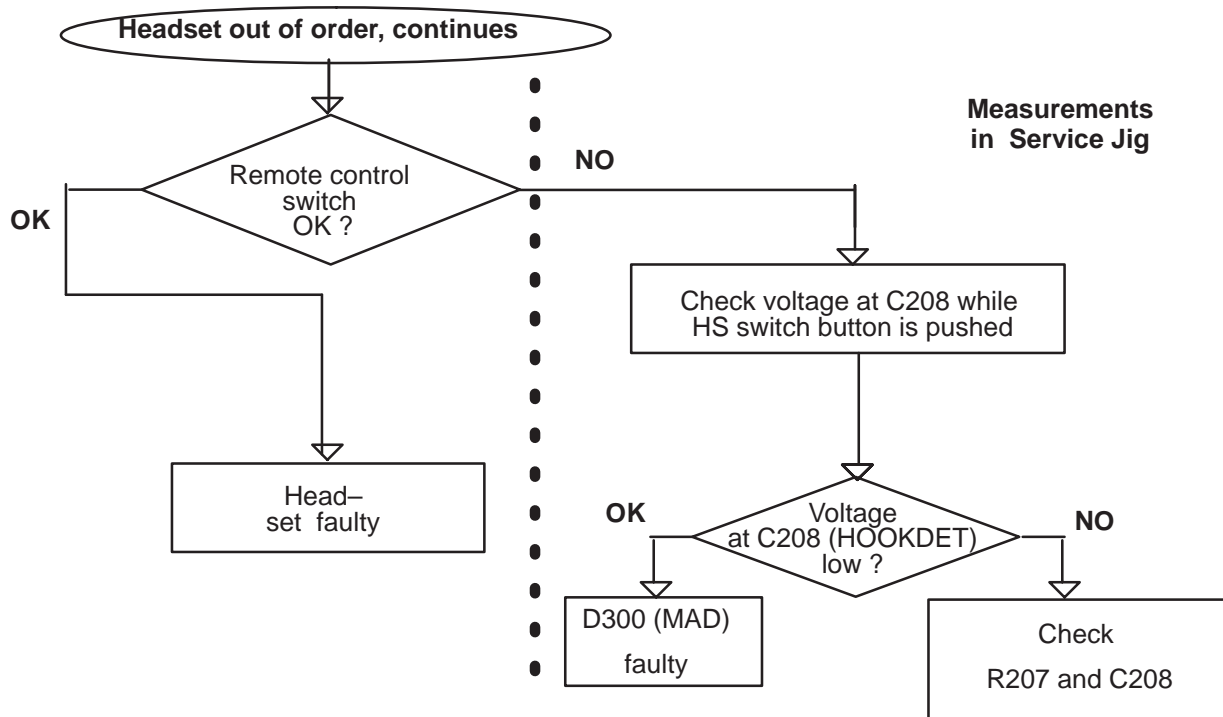 Headset out of order, continues
Measurements
in Service Jig
Remote control
switch
OK ?
NO
OK
Check voltage at C208 while
HS switch button is pushed
Head–
set faulty
OK
Voltage
at C208 (HOOKDET)
low ?
NO
D300 (MAD)
faulty
Check
R207 and C208